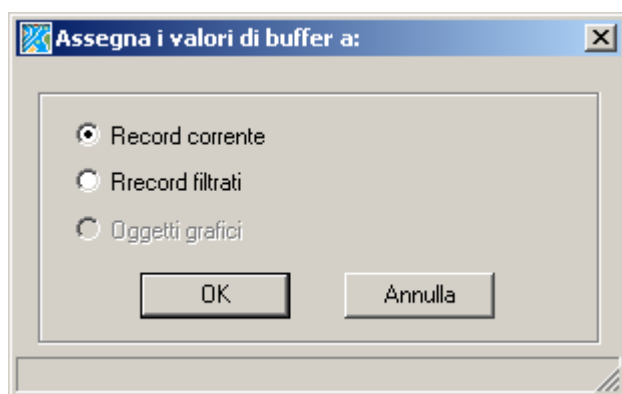 Assegna i valori di buffer a:
Record corrente
Rrecord filtrati
Oggetti grafici
OK Annulla